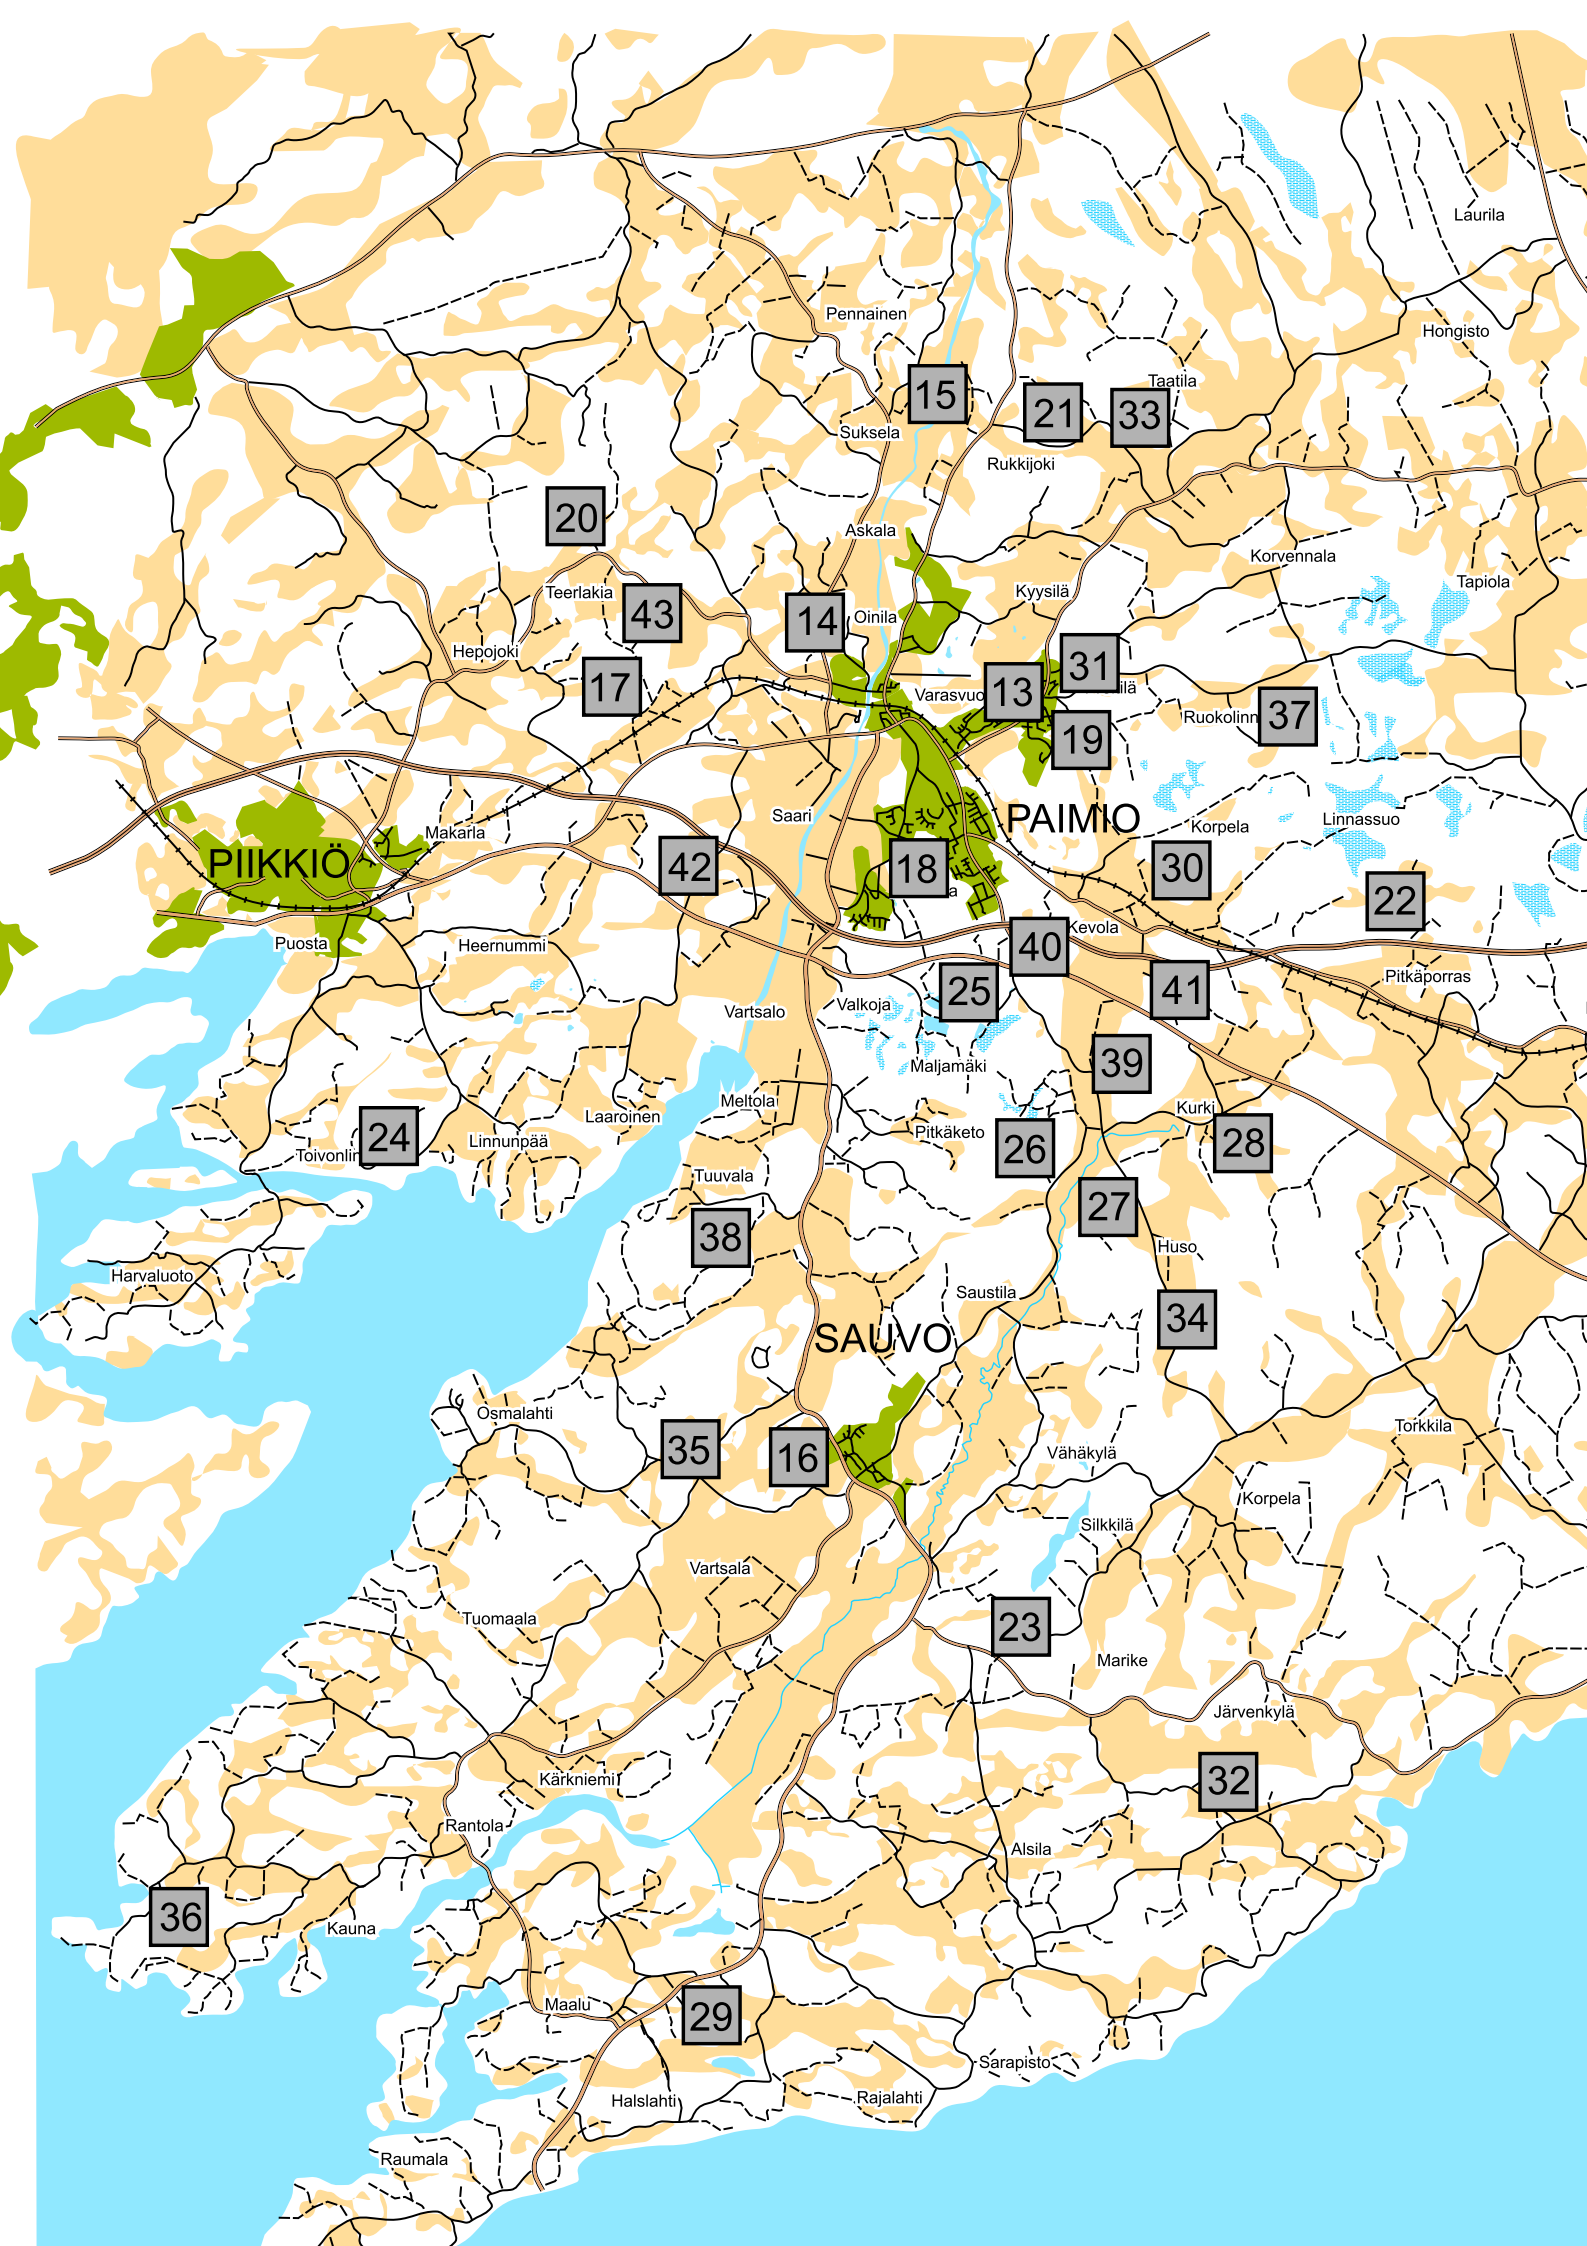 Laurila
Pennainen
Hongisto
Taatila
15
21
33
Suksela
Rukkijoki
20
Askala
Korvennala
Tapiola
Teerlakia
Kyysilä
43
14
Oinila
Hepojoki
31
17
Varasvuo
13
Ruokolinn
37
19
Saari
PAIMIO
Korpela
Linnassuo
Makarla
PIIKKIÖ
42
18
30
22
Kevola
Puosta
Heernummi
40
Pitkäporras
25
41
Valkoja
Vartsalo
Maljamäki
39
Meltola
Laaroinen
Kurki
24
Toivonlin
Linnunpää
Pitkäketo
26
28
Tuuvala
27
38
Huso
Harvaluoto
Saustila
34
SAUVO
Osmalahti
Torkkila
35
16
Vähäkylä
Korpela
Silkkilä
Vartsala
Tuomaala
23
Marike
Järvenkylä
Kärkniemi
32
Rantola
Alsila
36
Kauna
Maalu
29
Sarapisto
Halslahti
Rajalahti
Raumala